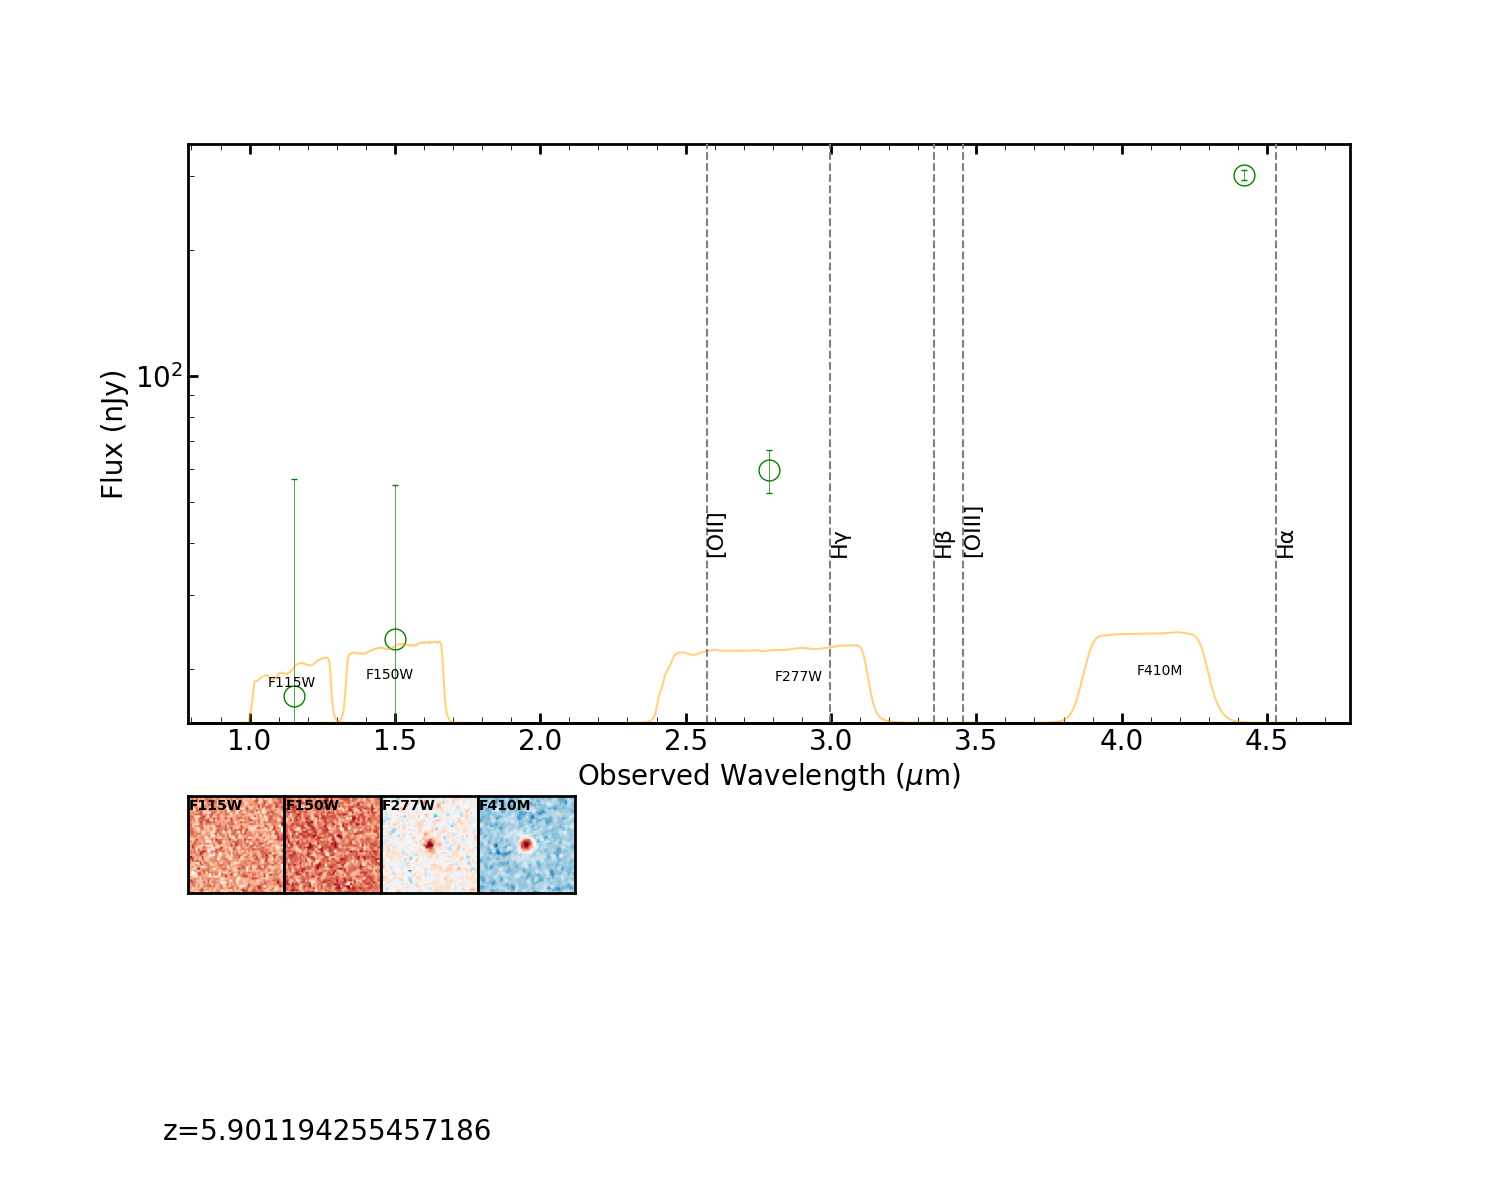 Flux (nJy)
10²
[OII]
Hγ
Hβ
[OIII]
Hα
F115W
F150W
F277W
F410M
1.0 1.5 2.0 2.5 3.0 3.5 4.0 4.5
Observed Wavelength (μm)
F115W F150W F277W F410M
z=5.901194255457186